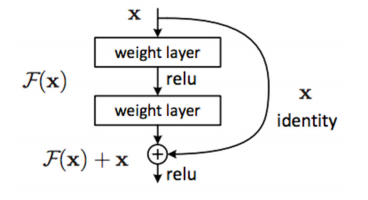 x
weight layer
relu
F(x)
x
weight layer
identity
F(x) + x
relu